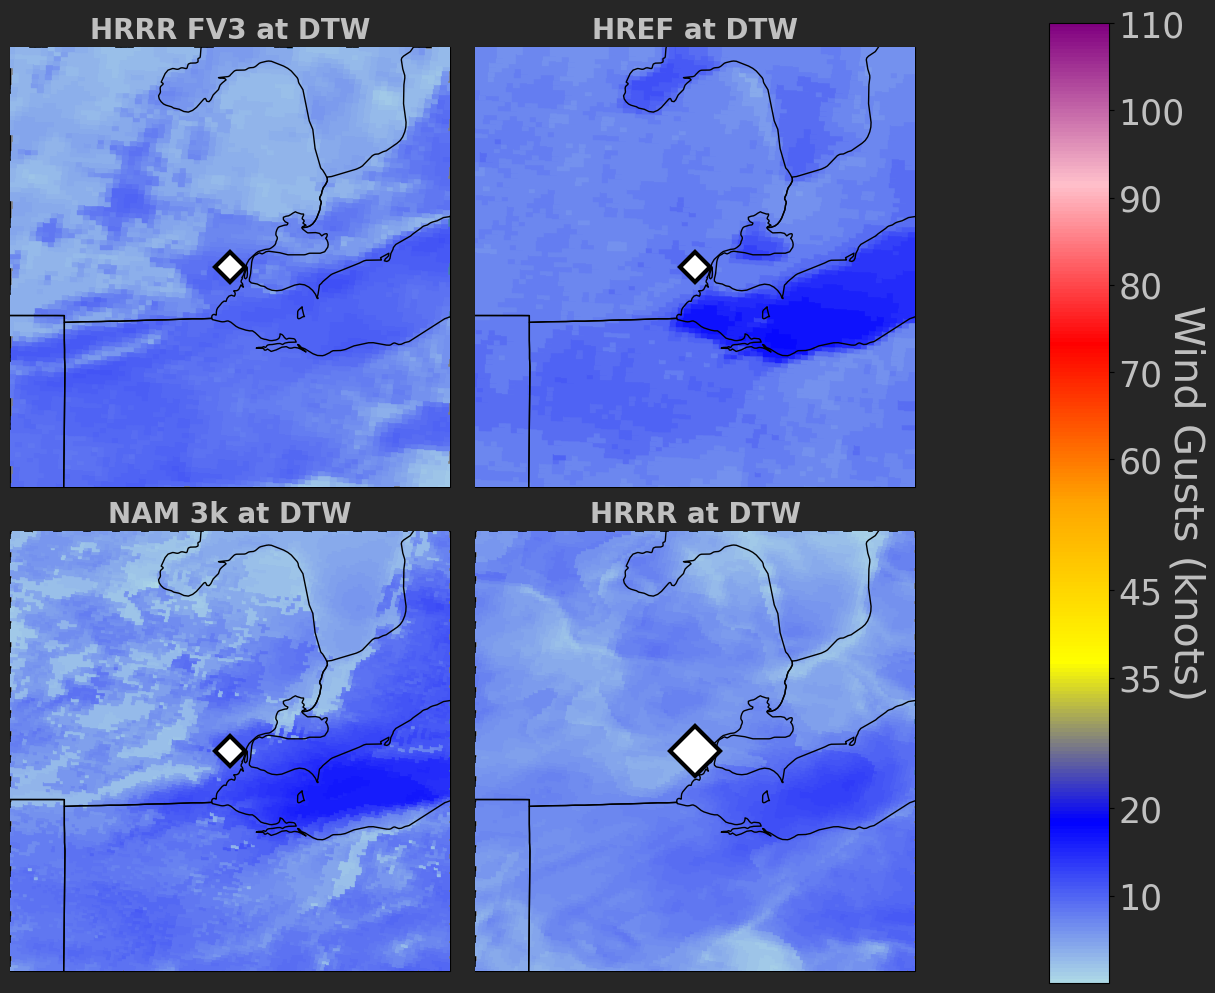 HRRR FV3 at DTW
HREF at DTW
NAM 3k at DTW
HRRR at DTW
110
100
90
80
70
60
45
35
20
10
Wind Gusts (knots)